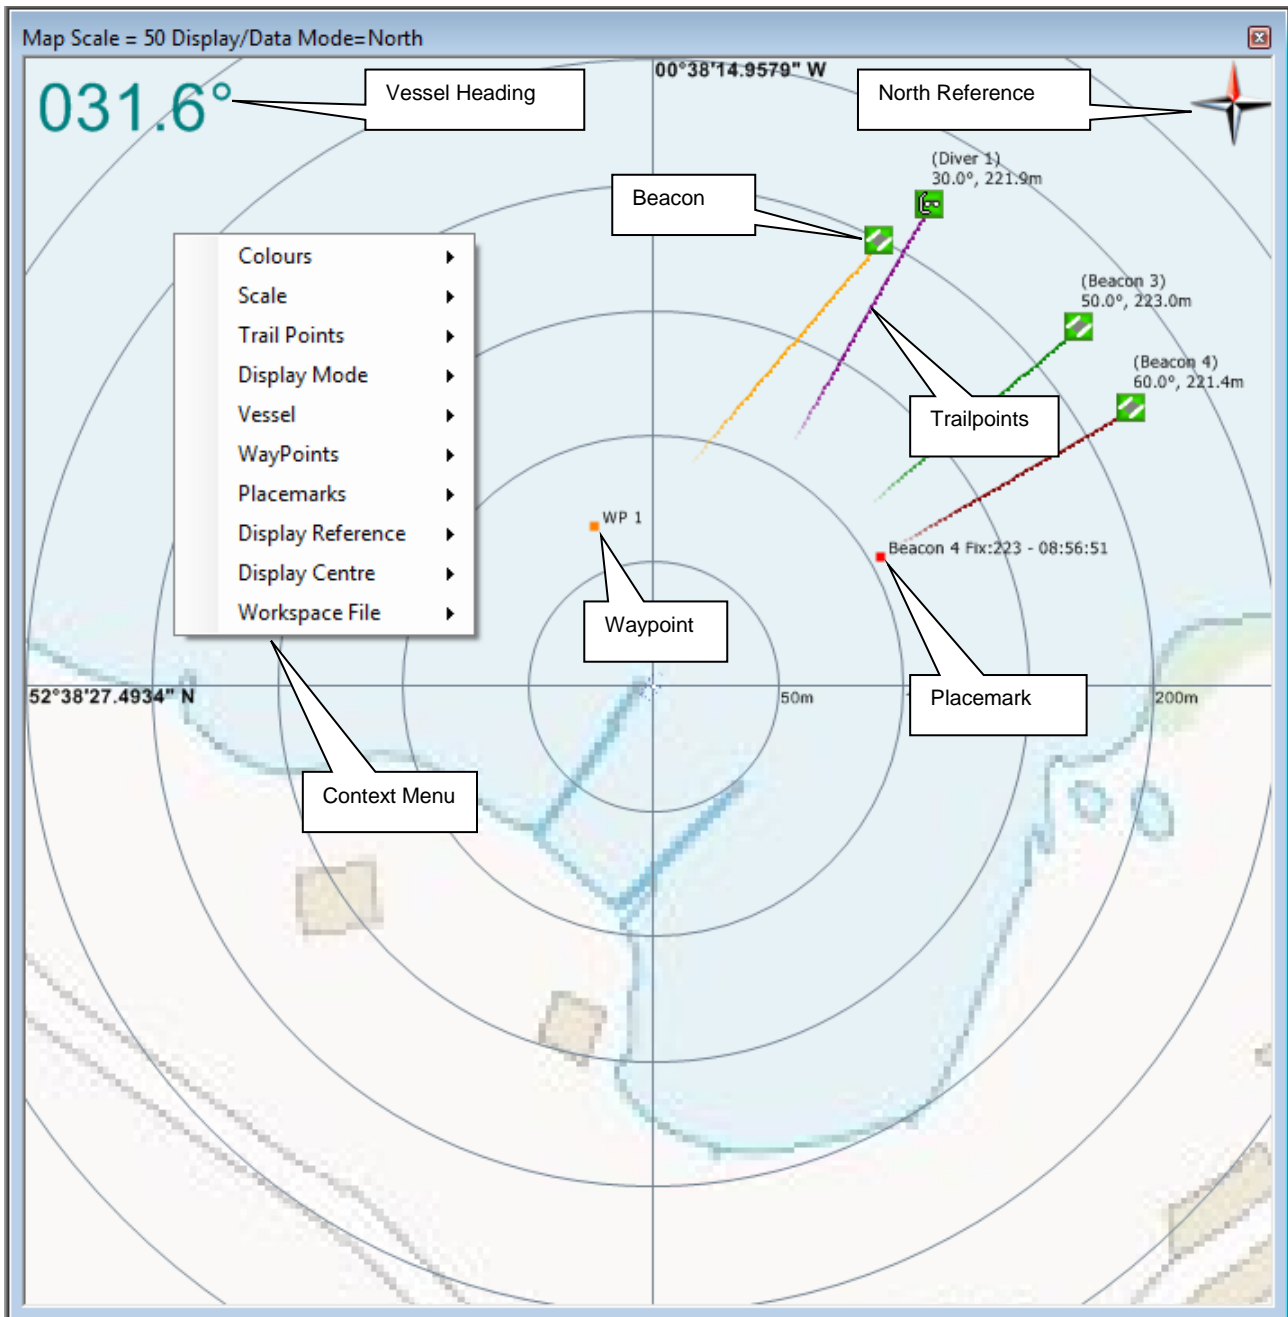 Map Scale = 50 Display/Data Mode=North
031.6°
Vessel Heading
00°38'14.9579" W
North Reference
(Diver 1)
30.0°, 221.9m
Beacon
Colours
Scale
Trail Points
Display Mode
Vessel
WayPoints
Placemarks
Display Reference
Display Centre
Workspace File
(Beacon 3)
50.0°, 223.0m
(Beacon 4)
60.0°, 221.4m
Trailpoints
WP 1
Beacon 4 Fix:223 - 08:56:51
Waypoint
Placemark
52°38'27.4934" N
50m
200m
Context Menu